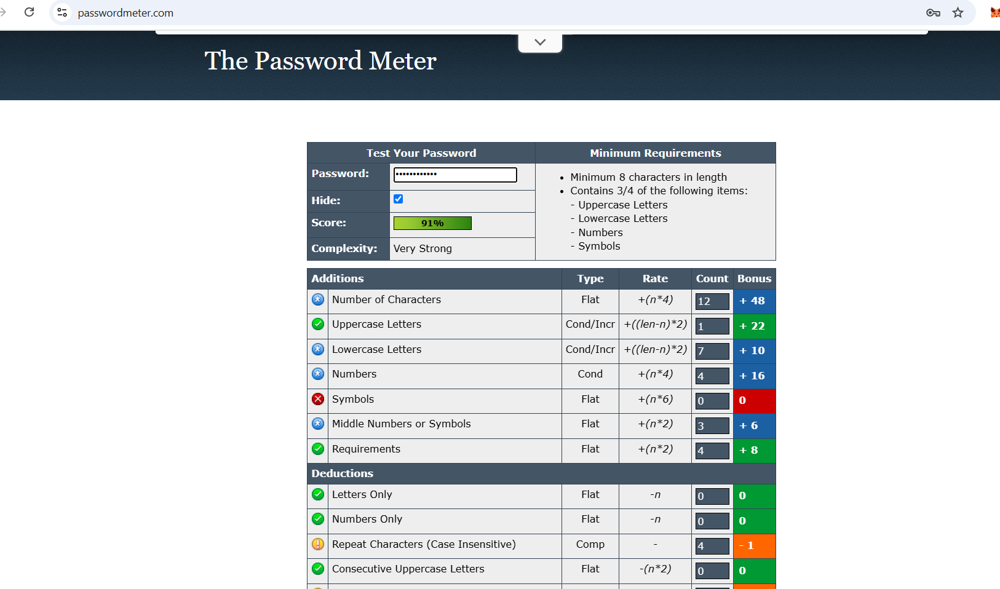 passwordmeter.com
The Password Meter
Test Your Password
Minimum Requirements
Password:
••••••••••••
Hide:
Score:
91%
Complexity:
Very Strong
• Minimum 8 characters in length
• Contains 3/4 of the following items:
- Uppercase Letters
- Lowercase Letters
- Numbers
- Symbols
Additions Type Rate Count Bonus
Number of Characters Flat +(n*4) 12 + 48
Uppercase Letters Cond/Incr +((len-n)*2) 1 + 22
Lowercase Letters Cond/Incr +((len-n)*2) 7 + 10
Numbers Cond +(n*4) 4 + 16
Symbols Flat +(n*6) 0 0
Middle Numbers or Symbols Flat +(n*2) 3 + 6
Requirements Flat +(n*2) 4 + 8
Deductions
Letters Only Flat -n 0 0
Numbers Only Flat -n 0 0
Repeat Characters (Case Insensitive) Comp - 4 - 1
Consecutive Uppercase Letters Flat -(n*2) 0 0